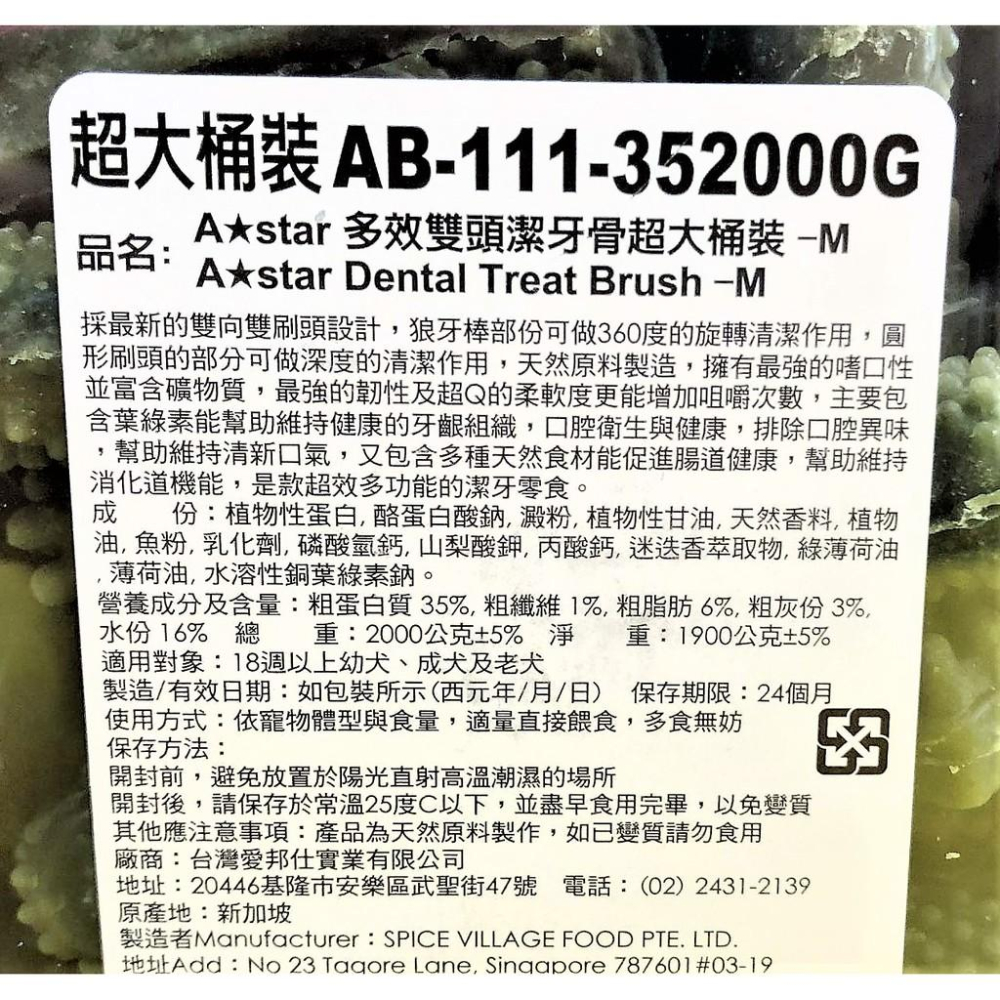 超大桶裝 AB-111-352000G
品名: A★star 多效雙頭潔牙骨超大桶裝 -M
A★star Dental Treat Brush -M
採最新的雙向雙刷頭設計，狼牙棒部份可做360度的旋轉清潔作用，圓
形刷頭的部分可做深度的清潔作用，天然原料製造，擁有最強的嗜口性
並富含礦物質，最強的韌性及超Q的柔軟度更能增加咀嚼次數，主要包
含葉綠素能幫助維持健康的牙齦組織，口腔衛生與健康，排除口腔異味
，幫助維持清新口氣，又包含多種天然食材能促進腸道健康，幫助維持
消化道機能，是款超效多功能的潔牙零食。
成　　份：植物性蛋白, 酪蛋白酸鈉, 澱粉, 植物性甘油, 天然香料, 植物
油, 魚粉, 乳化劑, 磷酸氫鈣, 山梨酸鉀, 丙酸鈣, 迷迭香萃取物, 綠薄荷油
, 薄荷油, 水溶性銅葉綠素鈉。
營養成分及含量：粗蛋白質 35%, 粗纖維 1%, 粗脂肪 6%, 粗灰份 3%,
水份 16%　總　　重：2000公克±5%　淨　　重：1900公克±5%
適用對象：18週以上幼犬、成犬及老犬
製造/有效日期：如包裝所示(西元年/月/日)　保存期限：24個月
使用方式：依寵物體型與食量，適量直接餵食，多食無妨
保存方法：
開封前，避免放置於陽光直射高溫潮濕的場所
開封後，請保存於常溫25度C以下，並盡早食用完畢，以免變質
其他應注意事項：產品為天然原料製作，如已變質請勿食用
廠商：台灣愛邦仕實業有限公司
地址：20446基隆市安樂區武聖街47號　電話：(02) 2431-2139
原產地：新加坡
製造者Manufacturer：SPICE VILLAGE FOOD PTE. LTD.
地址Add：No 23 Tagore Lane, Singapore 787601#03-19